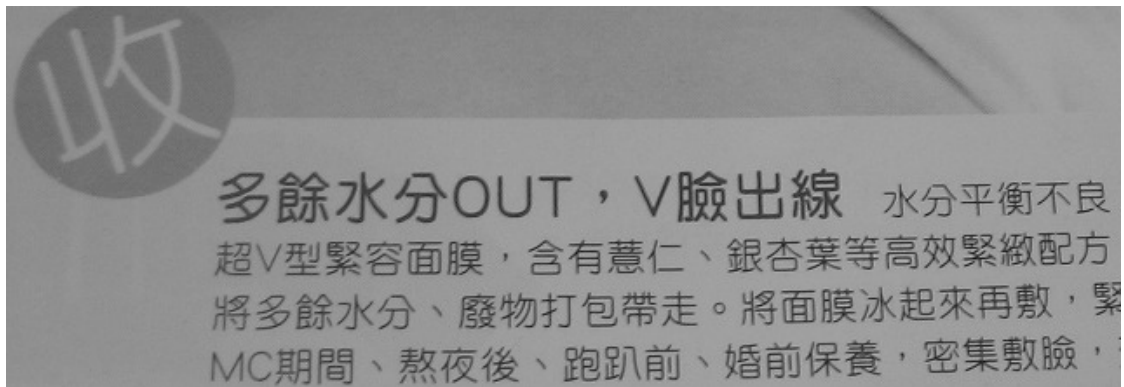 收
多餘水分OUT，V臉出線 水分平衡不良
超V型緊容面膜，含有薏仁、銀杏葉等高效緊緻配方
將多餘水分、廢物打包帶走。將面膜冰起來再敷，緊
MC期間、熬夜後、跑趴前、婚前保養，密集敷臉，